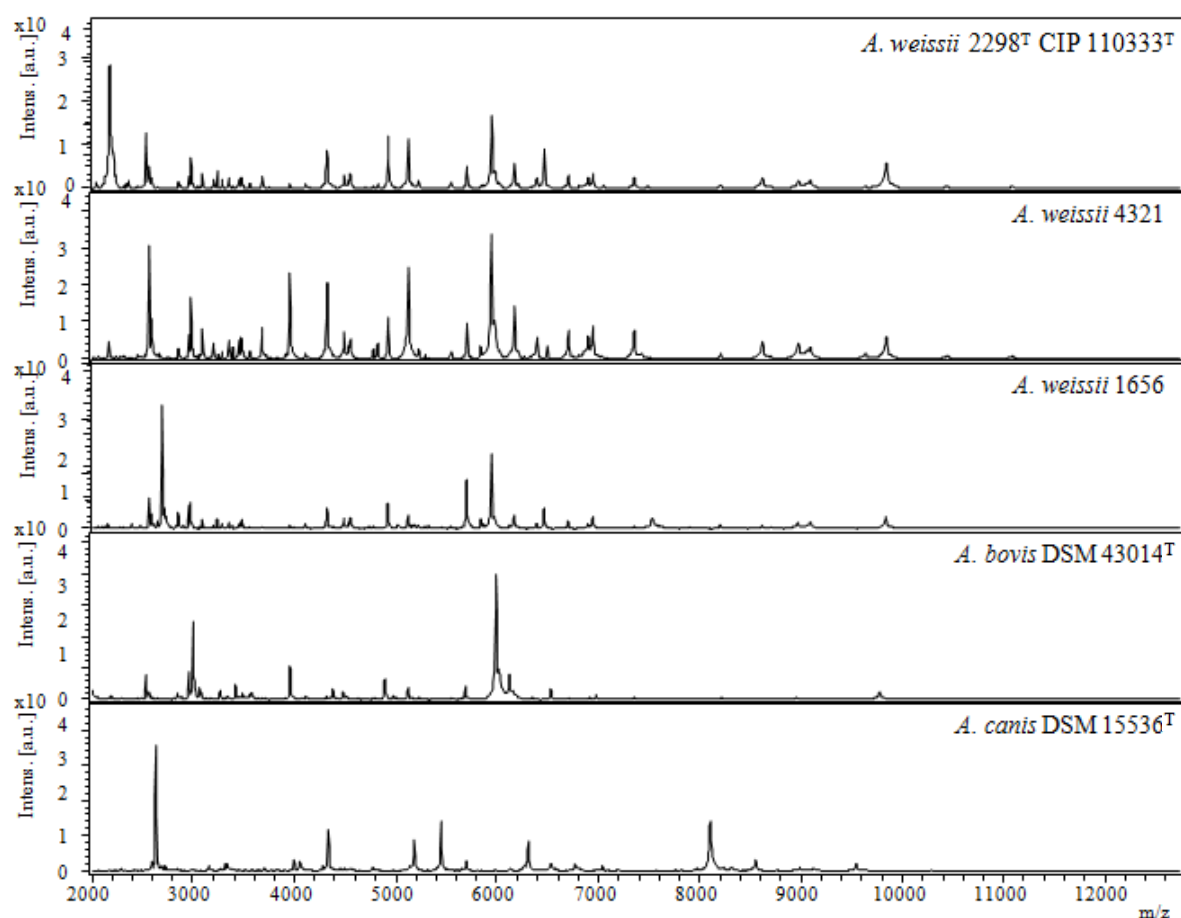 x10
4
3
2
1
0
Intens. [a.u.]
A. weissii 2298ᵀ CIP 110333ᵀ
x10
4
3
2
1
0
Intens. [a.u.]
A. weissii 4321
x10
4
3
2
1
0
Intens. [a.u.]
A. weissii 1656
x10
4
3
2
1
0
Intens. [a.u.]
A. bovis DSM 43014ᵀ
x10
4
3
2
1
0
Intens. [a.u.]
A. canis DSM 15536ᵀ
2000 3000 4000 5000 6000 7000 8000 9000 10000 11000 12000
m/z